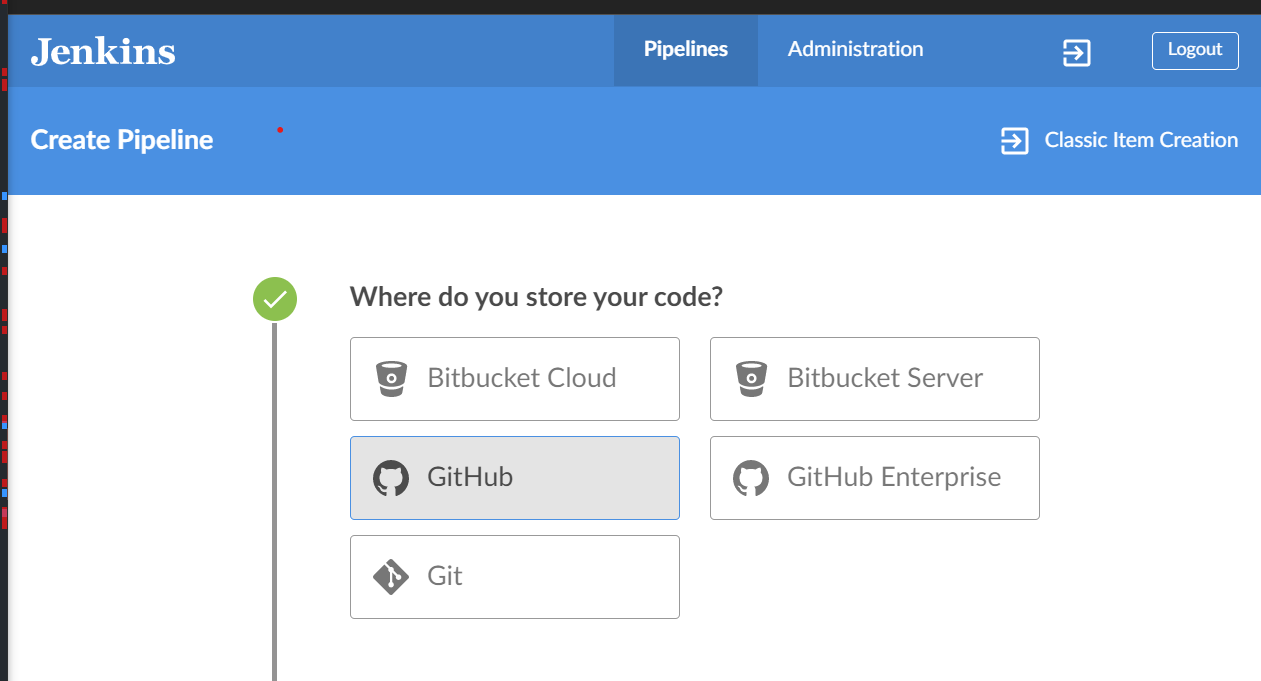 Jenkins
Pipelines
Administration
Logout
Create Pipeline
Classic Item Creation
Where do you store your code?
Bitbucket Cloud
Bitbucket Server
GitHub
GitHub Enterprise
Git